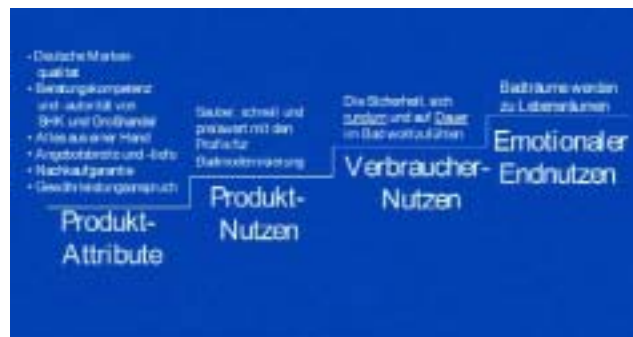 • Deutsche Marken-
qualität
• Beratungskompetenz
und -autorität von
SHK und Großhandel
• Alles aus einer Hand
• Angebotsbreite und -tiefe
• Nachkaufgarantie
• Gewährleistungsanspruch
Produkt-
Attribute
Sauber, schnell und
preiswert mit den
Profis für
Badmodernisierung
Produkt-
Nutzen
Die Sicherheit, sich
rundum und auf Dauer
im Bad wohlzufühlen
Verbraucher-
Nutzen
Badträume werden
zu Lebensräumen
Emotionaler
Endnutzen